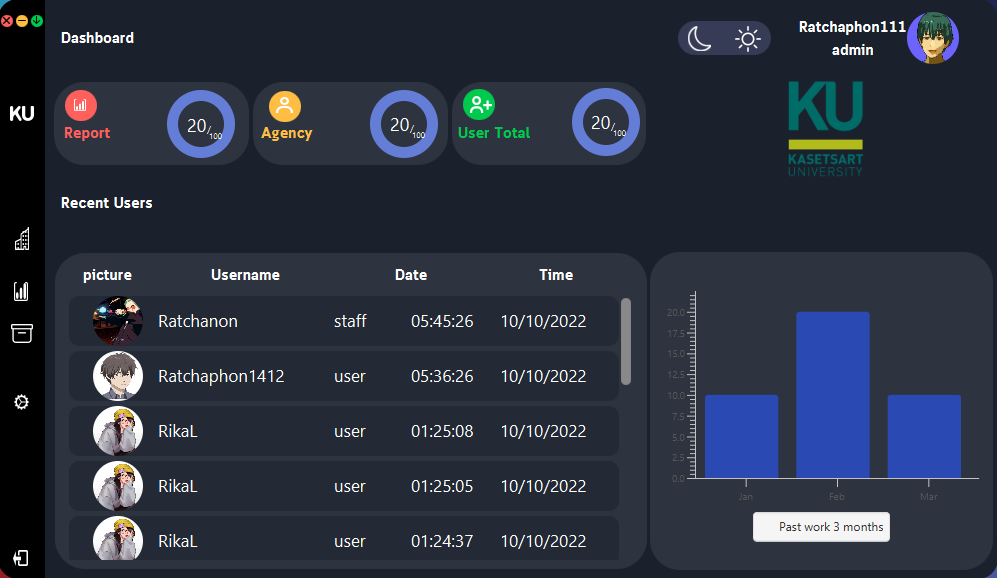 Dashboard
Ratchaphon111
admin
KU
Report
20/100
Agency
20/100
User Total
20/100
KU
KASETSART
UNIVERSITY
Recent Users
picture Username Date Time
Ratchanon staff 05:45:26 10/10/2022
Ratchaphon1412 user 05:36:26 10/10/2022
RikaL user 01:25:08 10/10/2022
RikaL user 01:25:05 10/10/2022
RikaL user 01:24:37 10/10/2022
20.0
17.5
15.0
12.5
10.0
7.5
5.0
2.5
0.0
Jan Feb Mar
Past work 3 months